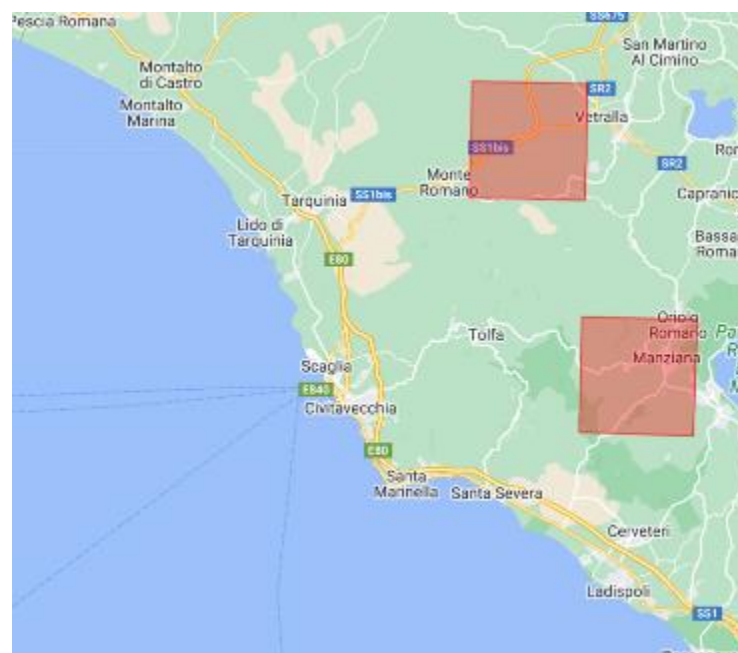 Pescia Romana
SS675
San Martino
Al Cimino
Montalto
di Castro
Montalto
Marina
SR2
Vetralla
SS1bis
SR2
Monte
Romano
SS1bis
Tarquinia
Capranic
Lido di
Tarquinia
Bassa
Roma
E80
Oriolo
Romano
Tolfa
Manziana
Scaglia
E840
Civitavecchia
E80
Santa
Marinella
Santa Severa
Cerveteri
Ladispoli
SS1